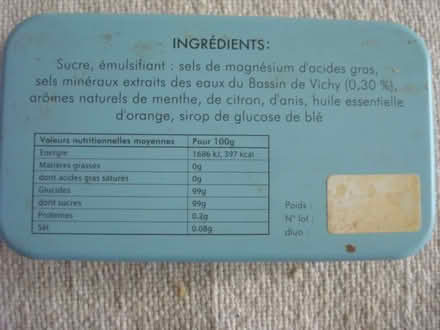 INGRÉDIENTS:
Sucre, émulsifiant : sels de magnésium d'acides gras,
sels minéraux extraits des eaux du Bassin de Vichy (0,30 %),
arômes naturels de menthe, de citron, d'anis, huile essentielle
d'orange, sirop de glucose de blé
Valeurs nutritionnelles moyennes Pour 100g
Energie 1686 kJ, 397 kcal
Matières grasses 0g
dont acides gras saturés 0g
Glucides 99g
dont sucres 99g
Protéines 0.2g
Sel 0.08g
Poids :
N° lot :
dluo :